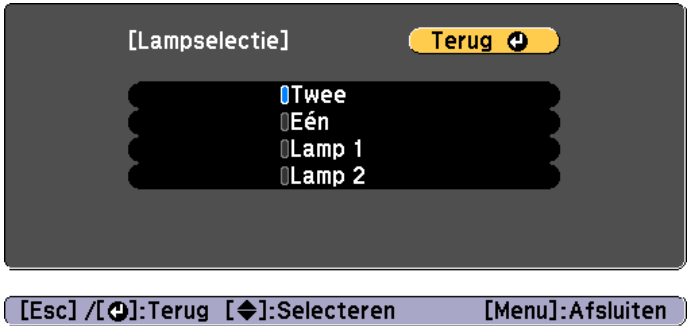 [Lampselectie] Terug
Twee
Eén
Lamp 1
Lamp 2
[Esc] /[⏎]:Terug [◆]:Selecteren [Menu]:Afsluiten